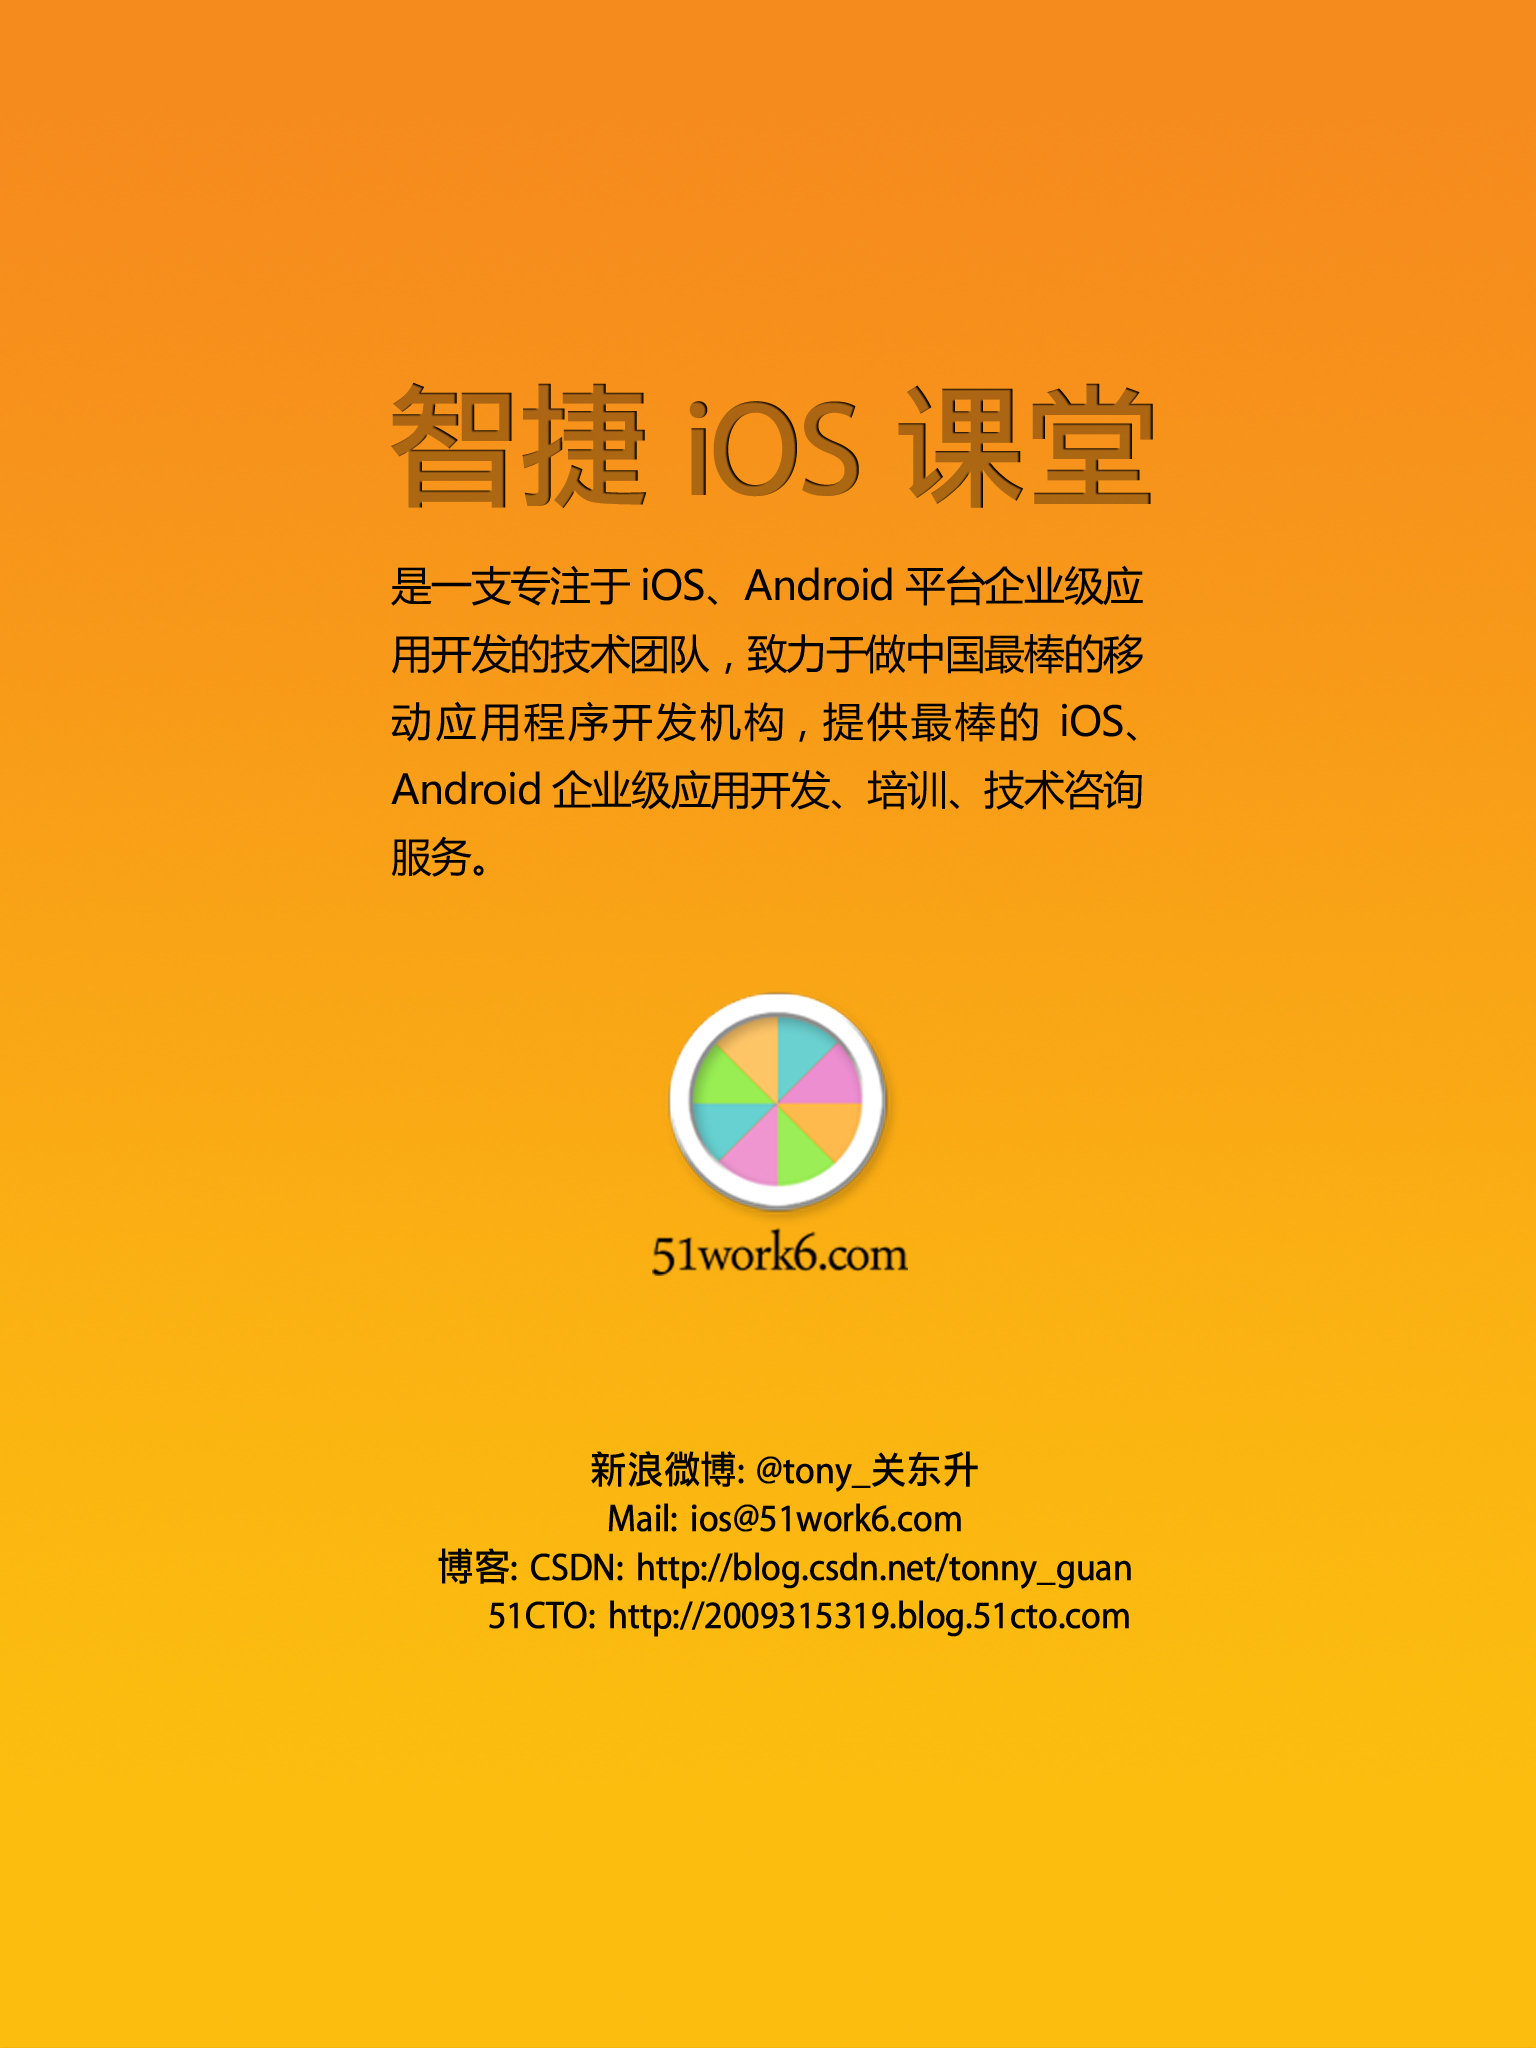 智捷 iOS 课堂
是一支专注于 iOS、Android 平台企业级应
用开发的技术团队，致力于做中国最棒的移
动应用程序开发机构，提供最棒的 iOS、
Android 企业级应用开发、培训、技术咨询
服务。
51work6.com
新浪微博: @tony_关东升
Mail: ios@51work6.com
博客: CSDN: http://blog.csdn.net/tonny_guan
51CTO: http://2009315319.blog.51cto.com